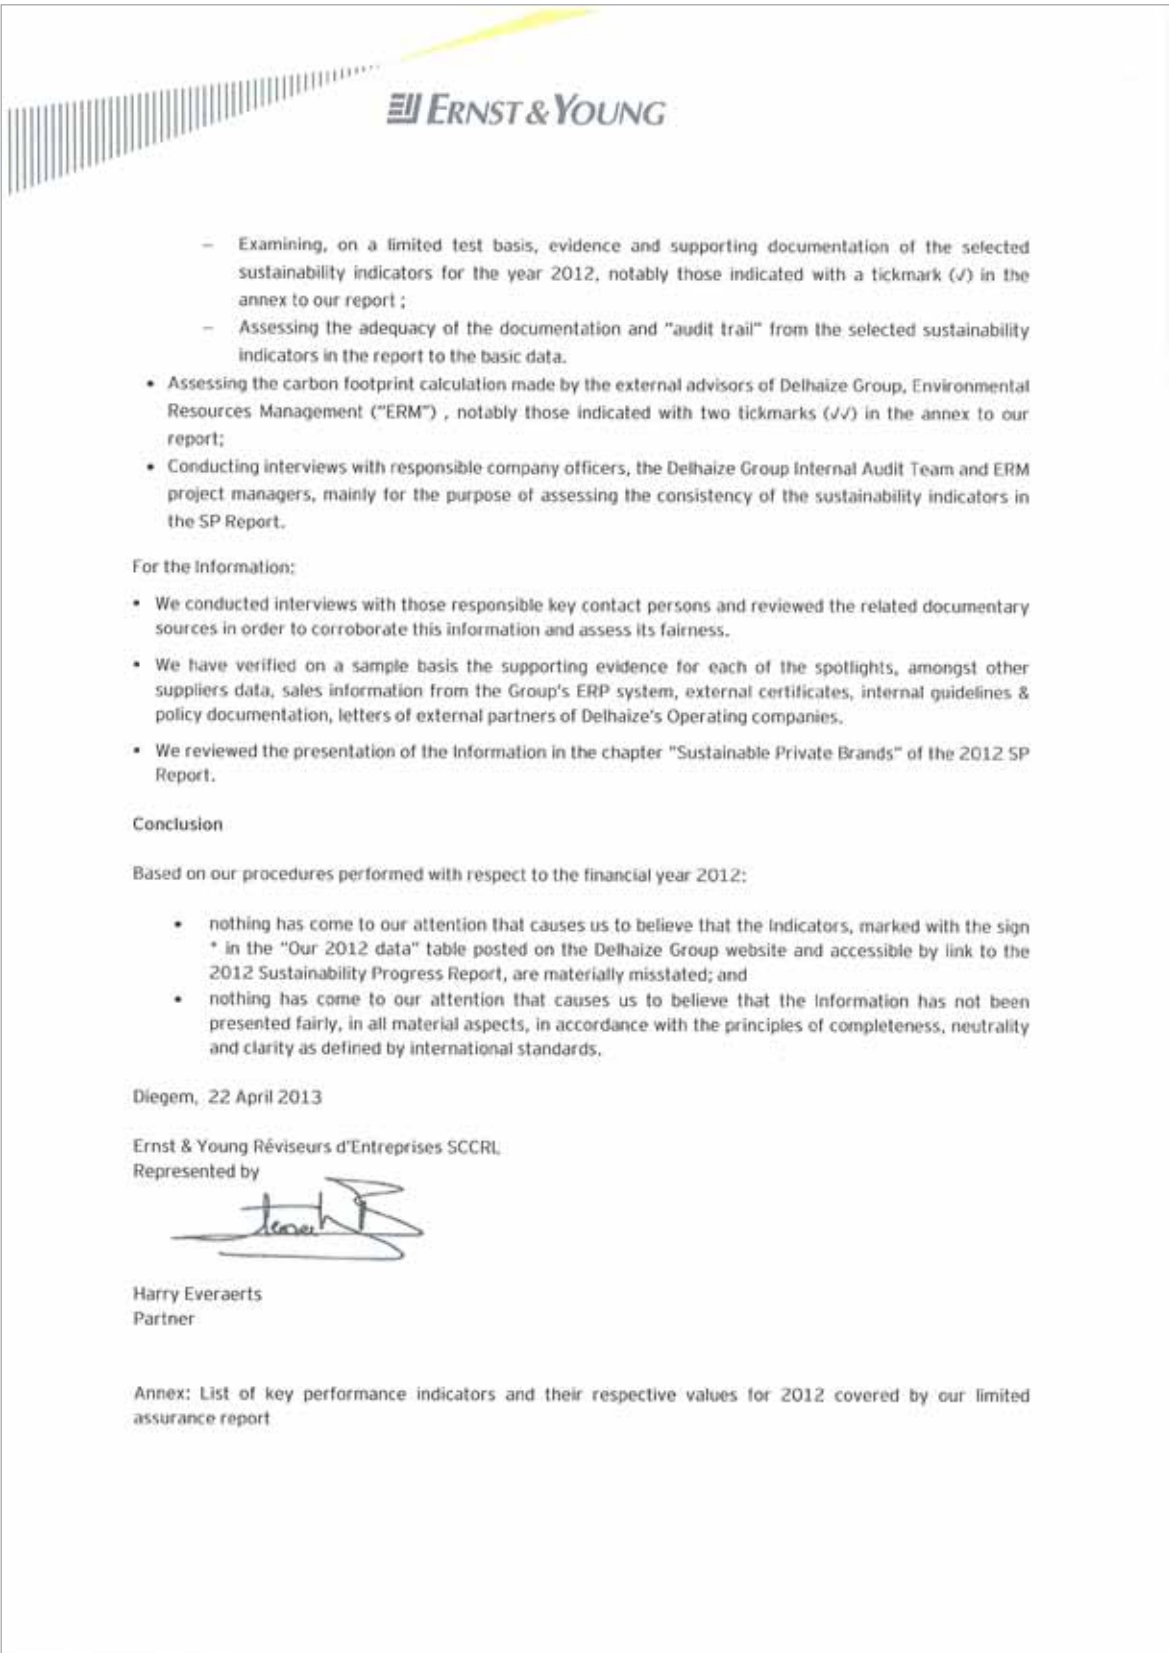 ERNST & YOUNG
– Examining, on a limited test basis, evidence and supporting documentation of the selected
sustainability indicators for the year 2012, notably those indicated with a tickmark (√) in the
annex to our report ;
– Assessing the adequacy of the documentation and "audit trail" from the selected sustainability
indicators in the report to the basic data.
• Assessing the carbon footprint calculation made by the external advisors of Delhaize Group, Environmental
Resources Management ("ERM") , notably those indicated with two tickmarks (√√) in the annex to our
report;
• Conducting interviews with responsible company officers, the Delhaize Group Internal Audit Team and ERM
project managers, mainly for the purpose of assessing the consistency of the sustainability indicators in
the SP Report.
For the Information:
• We conducted interviews with those responsible key contact persons and reviewed the related documentary
sources in order to corroborate this information and assess its fairness.
• We have verified on a sample basis the supporting evidence for each of the spotlights, amongst other
suppliers data, sales information from the Group's ERP system, external certificates, internal guidelines &
policy documentation, letters of external partners of Delhaize's Operating companies.
• We reviewed the presentation of the Information in the chapter "Sustainable Private Brands" of the 2012 SP
Report.
Conclusion
Based on our procedures performed with respect to the financial year 2012:
• nothing has come to our attention that causes us to believe that the Indicators, marked with the sign
* in the "Our 2012 data" table posted on the Delhaize Group website and accessible by link to the
2012 Sustainability Progress Report, are materially misstated; and
• nothing has come to our attention that causes us to believe that the Information has not been
presented fairly, in all material aspects, in accordance with the principles of completeness, neutrality
and clarity as defined by international standards.
Diegem, 22 April 2013
Ernst & Young Réviseurs d'Entreprises SCCRL
Represented by
Harry Everaerts
Partner
Annex: List of key performance indicators and their respective values for 2012 covered by our limited
assurance report